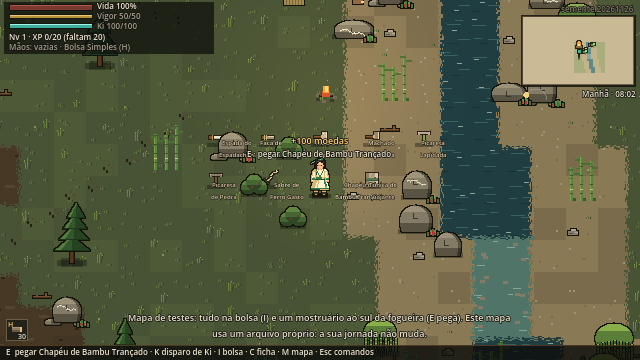 Vida 100%
Vigor 50/50
Ki 100/100
Nv 1 · XP 0/20 (faltam 20)
Mãos: vazias · Bolsa Simples (H)
Manhã · 08:02
+100 moedas
Machado
Picareta
Lapidada
E pegar Chapéu de Bambu Trançado
Picareta
de Pedra
Sabre de
Ferro Gasto
30
Mapa de testes: tudo na bolsa (I) e um mostruário ao sul da fogueira (E pega). Este mapa
usa um arquivo próprio: a sua jornada não muda.
E pegar Chapéu de Bambu Trançado · K disparo de Ki · I bolsa · C ficha · M mapa · Esc comandos